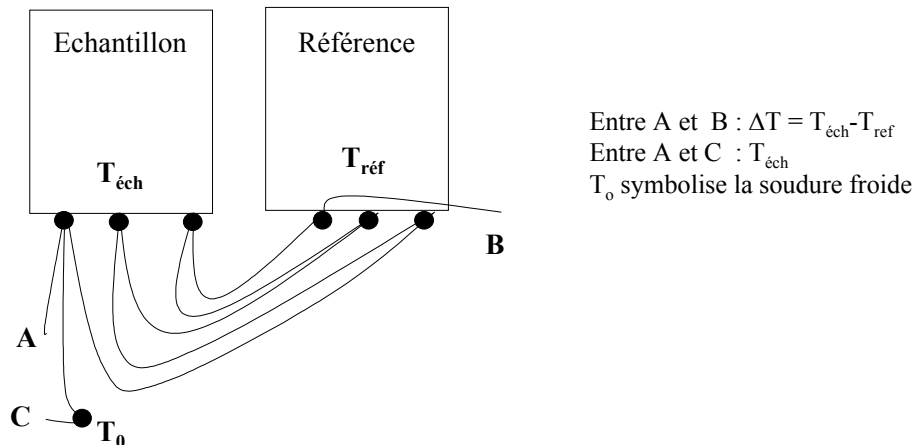 Echantillon
Référence
Entre A et B : ΔT = Téch-Tref
Entre A et C : Téch
To symbolise la soudure froide
Téch
Tréf
B
A
C
T0